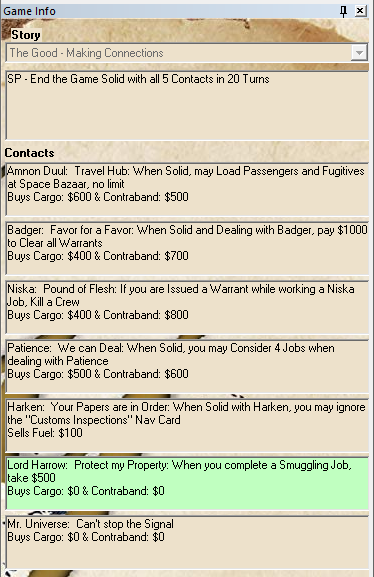 Game Info
Story
The Good - Making Connections
SP - End the Game Solid with all 5 Contacts in 20 Turns
Contacts
Amnon Duul:  Travel Hub: When Solid, may Load Passengers and Fugitives
at Space Bazaar, no limit
Buys Cargo: $600 & Contraband: $500
Badger:  Favor for a Favor: When Solid and Dealing with Badger, pay $1000
to Clear all Warrants
Buys Cargo: $400 & Contraband: $700
Niska:  Pound of Flesh: If you are Issued a Warrant while working a Niska
Job, Kill a Crew
Buys Cargo: $400 & Contraband: $800
Patience:  We can Deal: When Solid, you may Consider 4 Jobs when
dealing with Patience
Buys Cargo: $500 & Contraband: $600
Harken:  Your Papers are in Order: When Solid with Harken, you may ignore
the "Customs Inspections" Nav Card
Sells Fuel: $100
Lord Harrow:  Protect my Property: When you complete a Smuggling Job,
take $500
Buys Cargo: $0 & Contraband: $0
Mr. Universe:  Can't stop the Signal
Buys Cargo: $0 & Contraband: $0